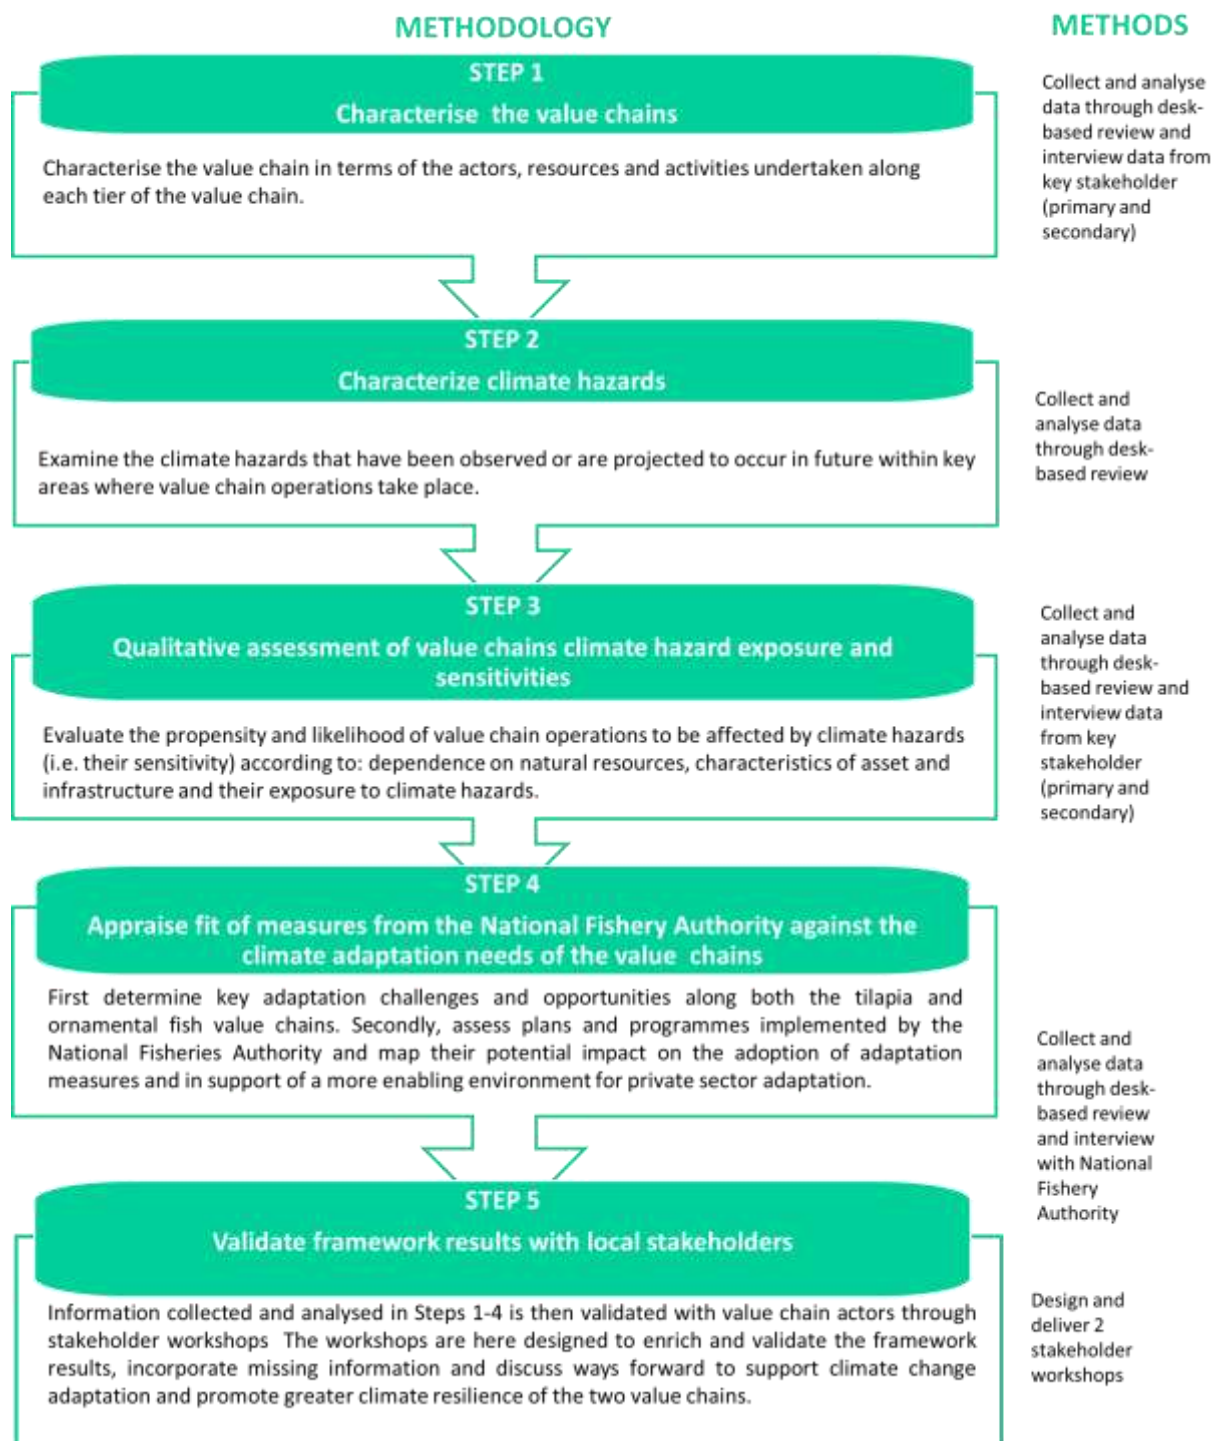 METHODOLOGY
METHODS
STEP 1
Characterise the value chains
Characterise the value chain in terms of the actors, resources and activities undertaken along
each tier of the value chain.
Collect and analyse
data through desk-
based review and
interview data from
key stakeholder
(primary and
secondary)
STEP 2
Characterize climate hazards
Examine the climate hazards that have been observed or are projected to occur in future within key
areas where value chain operations take place.
Collect and
analyse data
through desk-
based review
STEP 3
Qualitative assessment of value chains climate hazard exposure and
sensitivities
Evaluate the propensity and likelihood of value chain operations to be affected by climate hazards
(i.e. their sensitivity) according to: dependence on natural resources, characteristics of asset and
infrastructure and their exposure to climate hazards.
Collect and
analyse data
through desk-
based review and
interview data
from key
stakeholder
(primary and
secondary)
STEP 4
Appraise fit of measures from the National Fishery Authority against the
climate adaptation needs of the value chains
First determine key adaptation challenges and opportunities along both the tilapia and
ornamental fish value chains. Secondly, assess plans and programmes implemented by the
National Fisheries Authority and map their potential impact on the adoption of adaptation
measures and in support of a more enabling environment for private sector adaptation.
Collect and
analyse data
through desk-
based review
and interview
with National
Fishery
Authority
STEP 5
Validate framework results with local stakeholders
Information collected and analysed in Steps 1-4 is then validated with value chain actors through
stakeholder workshops The workshops are here designed to enrich and validate the framework
results, incorporate missing information and discuss ways forward to support climate change
adaptation and promote greater climate resilience of the two value chains.
Design and
deliver 2
stakeholder
workshops